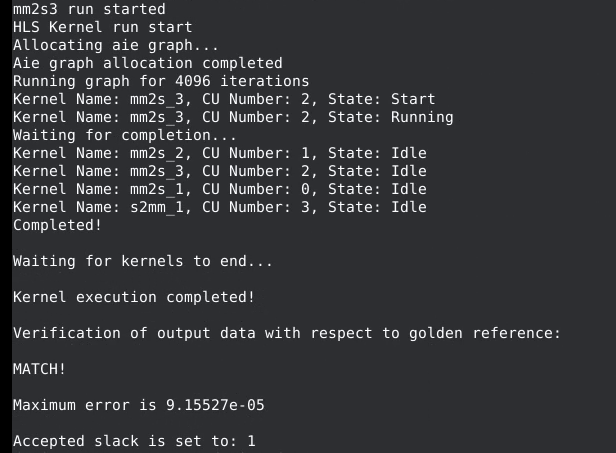 mm2s3 run started
HLS Kernel run start
Allocating aie graph...
Aie graph allocation completed
Running graph for 4096 iterations
Kernel Name: mm2s_3, CU Number: 2, State: Start
Kernel Name: mm2s_3, CU Number: 2, State: Running
Waiting for completion...
Kernel Name: mm2s_2, CU Number: 1, State: Idle
Kernel Name: mm2s_3, CU Number: 2, State: Idle
Kernel Name: mm2s_1, CU Number: 0, State: Idle
Kernel Name: s2mm_1, CU Number: 3, State: Idle
Completed!
Waiting for kernels to end...
Kernel execution completed!
Verification of output data with respect to golden reference:
MATCH!
Maximum error is 9.15527e-05
Accepted slack is set to: 1